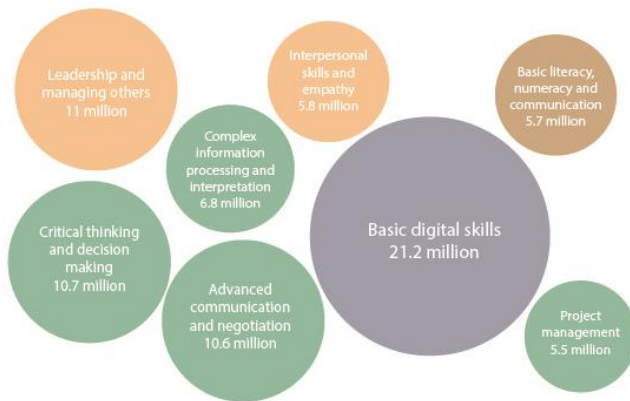 Leadership and
managing others
11 million
Interpersonal
skills and
empathy
5.8 million
Basic literacy,
numeracy and
communication
5.7 million
Complex
information
processing and
interpretation
6.8 million
Basic digital skills
21.2 million
Critical thinking
and decision
making
10.7 million
Advanced
communication
and negotiation
10.6 million
Project
management
5.5 million